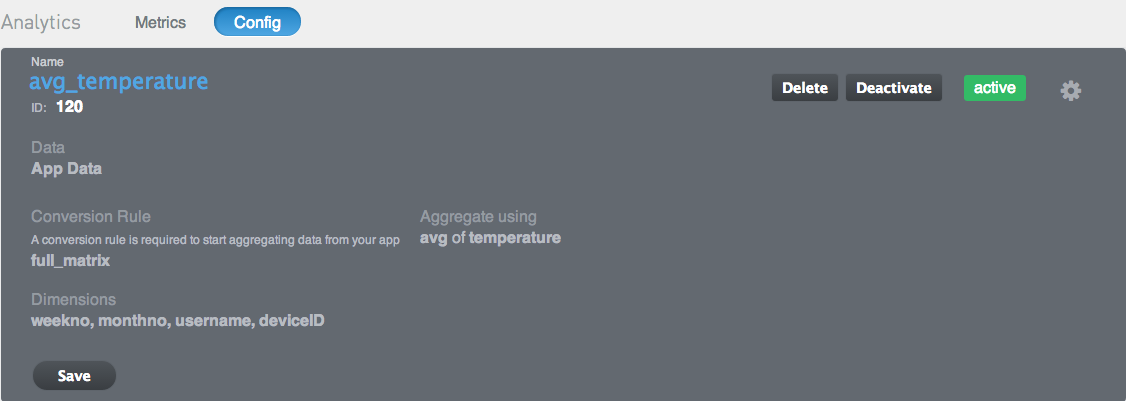 Analytics Metrics Config
Name
avg_temperature
ID: 120
Delete Deactivate active
Data
App Data
Conversion Rule
A conversion rule is required to start aggregating data from your app
full_matrix
Aggregate using
avg of temperature
Dimensions
weekno, monthno, username, deviceID
Save